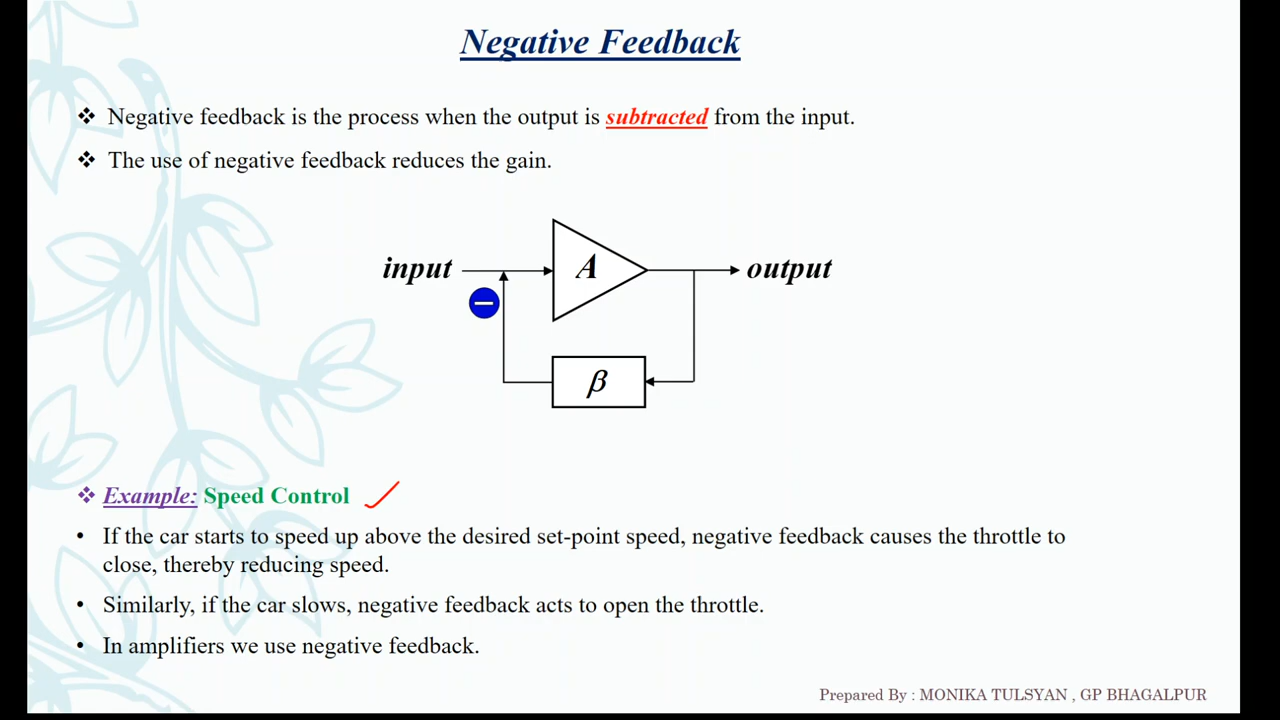 Negative Feedback
❖ Negative feedback is the process when the output is subtracted from the input.
❖ The use of negative feedback reduces the gain.
input A output
−
β
❖ Example: Speed Control
• If the car starts to speed up above the desired set-point speed, negative feedback causes the throttle to
close, thereby reducing speed.
• Similarly, if the car slows, negative feedback acts to open the throttle.
• In amplifiers we use negative feedback.
Prepared By : MONIKA TULSYAN , GP BHAGALPUR